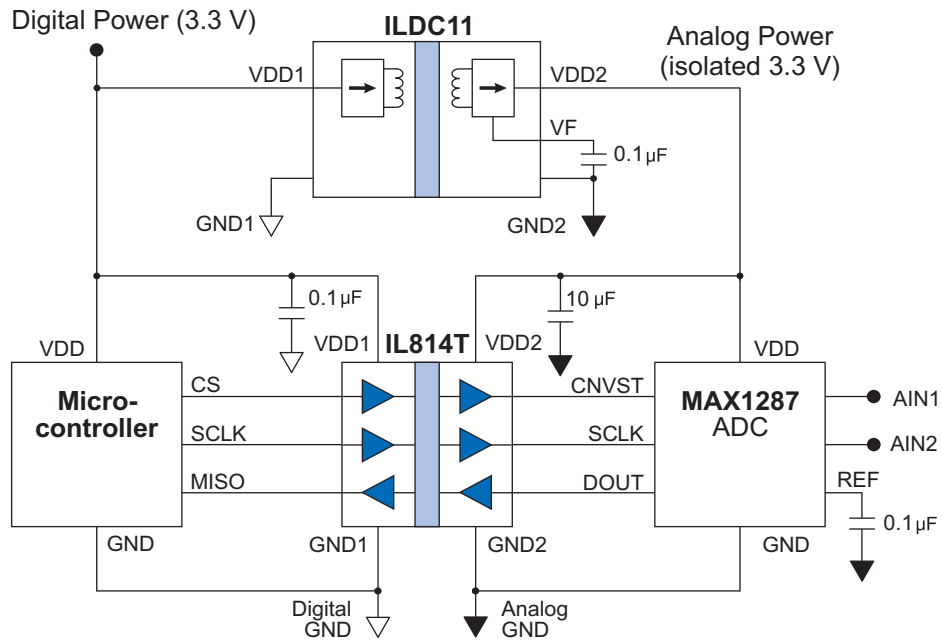 Digital Power (3.3 V)
ILDC11
Analog Power
(isolated 3.3 V)
VDD1
VDD2
VF
0.1 µF
GND1
GND2
0.1 µF
10 µF
VDD
VDD1
IL814T
VDD2
VDD
Micro-
controller
CS
SCLK
MISO
CNVST
SCLK
DOUT
MAX1287
ADC
AIN1
AIN2
REF
0.1 µF
GND
GND1
GND2
GND
Digital
GND
Analog
GND